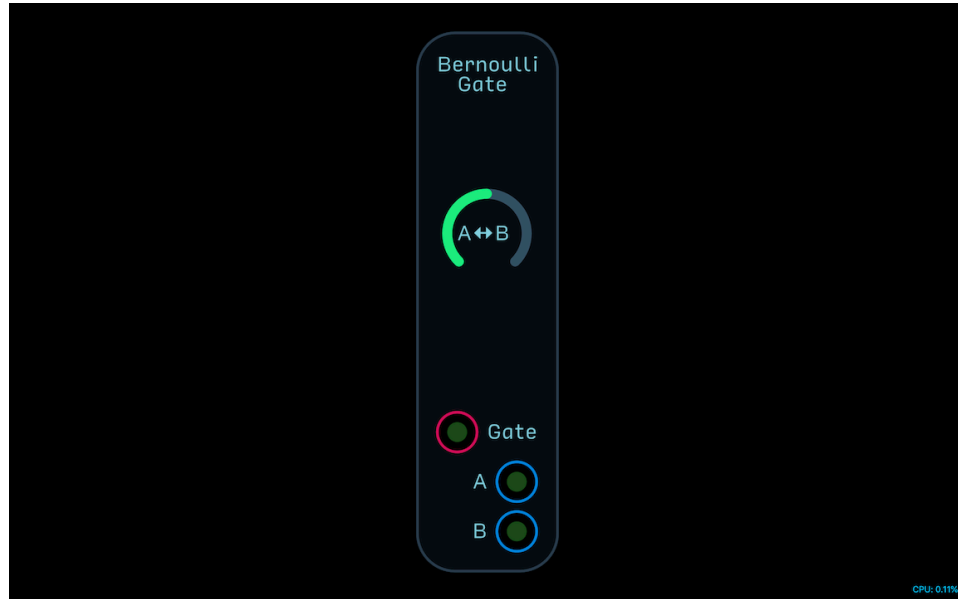 Bernoulli
Gate
A↔B
Gate
A
B
CPU: 0.11%